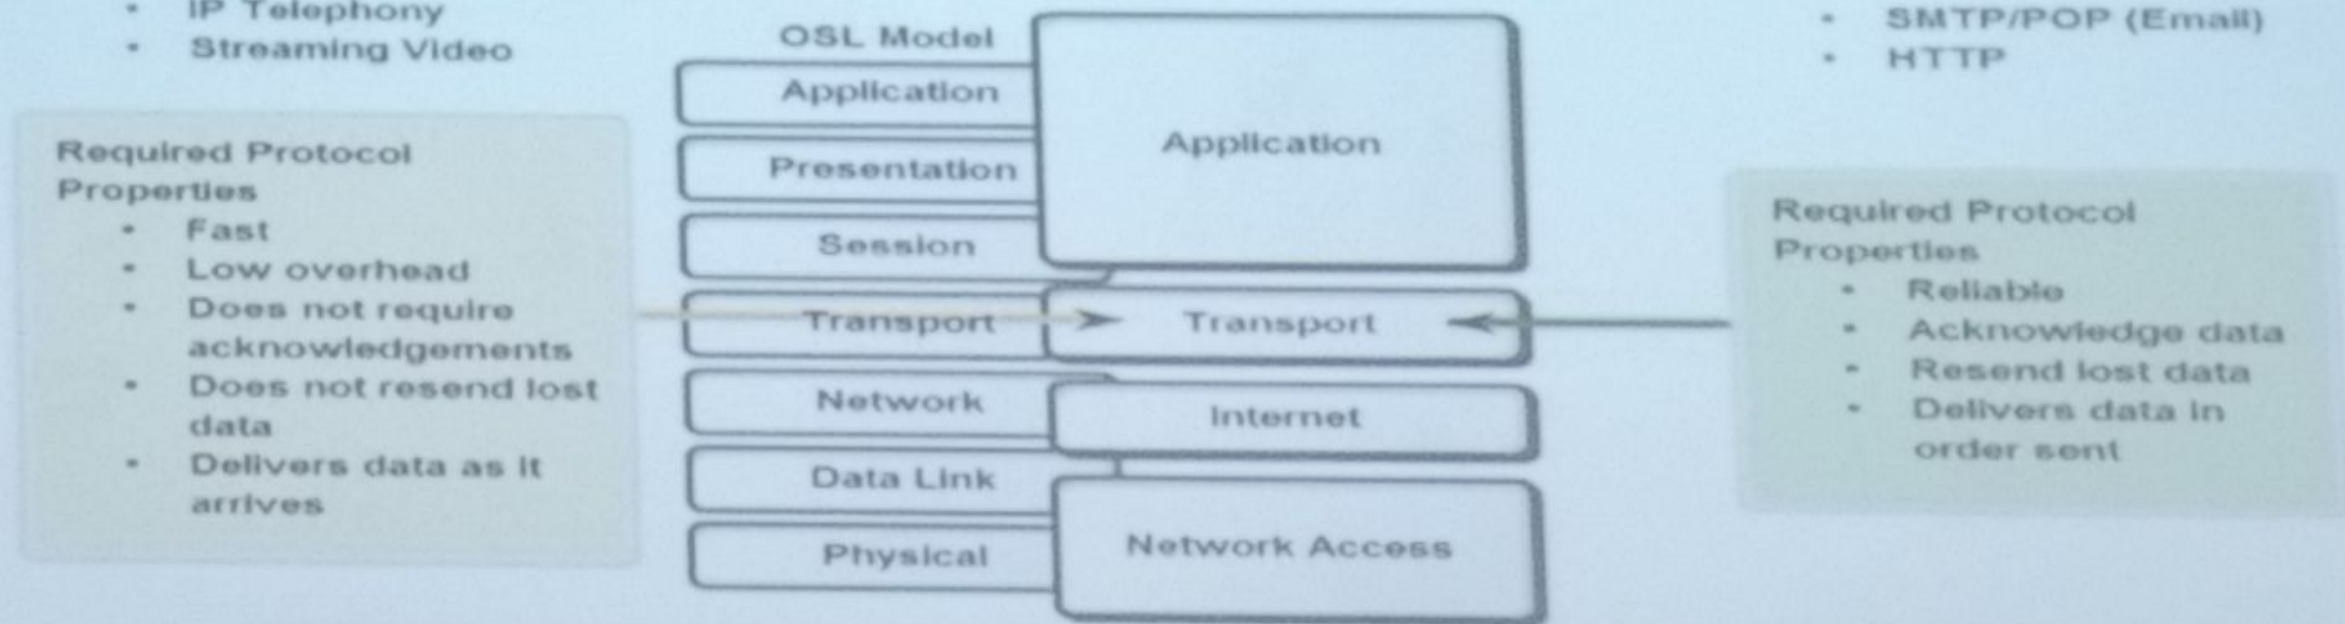 • IP Telephony
• Streaming Video
Required Protocol
Properties
• Fast
• Low overhead
• Does not require
acknowledgements
• Does not resend lost
data
• Delivers data as it
arrives
OSL Model
Application
Presentation
Session
Transport
Network
Data Link
Physical
Application
Transport
Internet
Network Access
• SMTP/POP (Email)
• HTTP
Required Protocol
Properties
• Reliable
• Acknowledge data
• Resend lost data
• Delivers data in
order sent